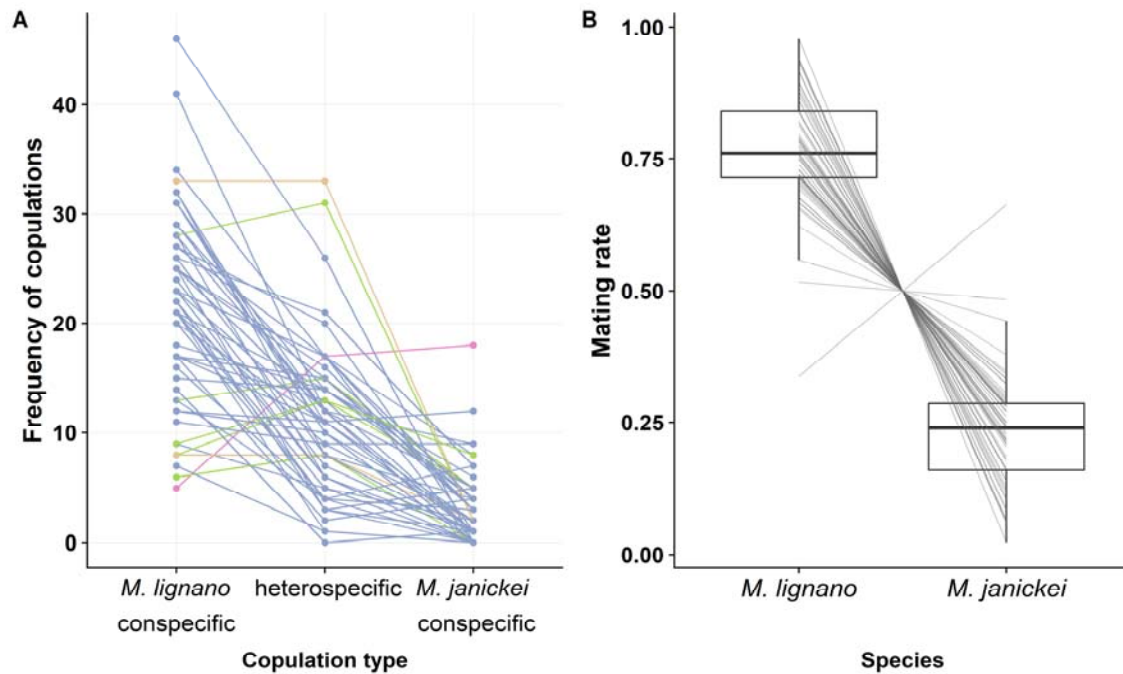 A
Frequency of copulations
40
30
20
10
0
M. lignano heterospecific M. janickei
conspecific conspecific
Copulation type
B
Mating rate
1.00
0.75
0.50
0.25
0.00
M. lignano M. janickei
Species